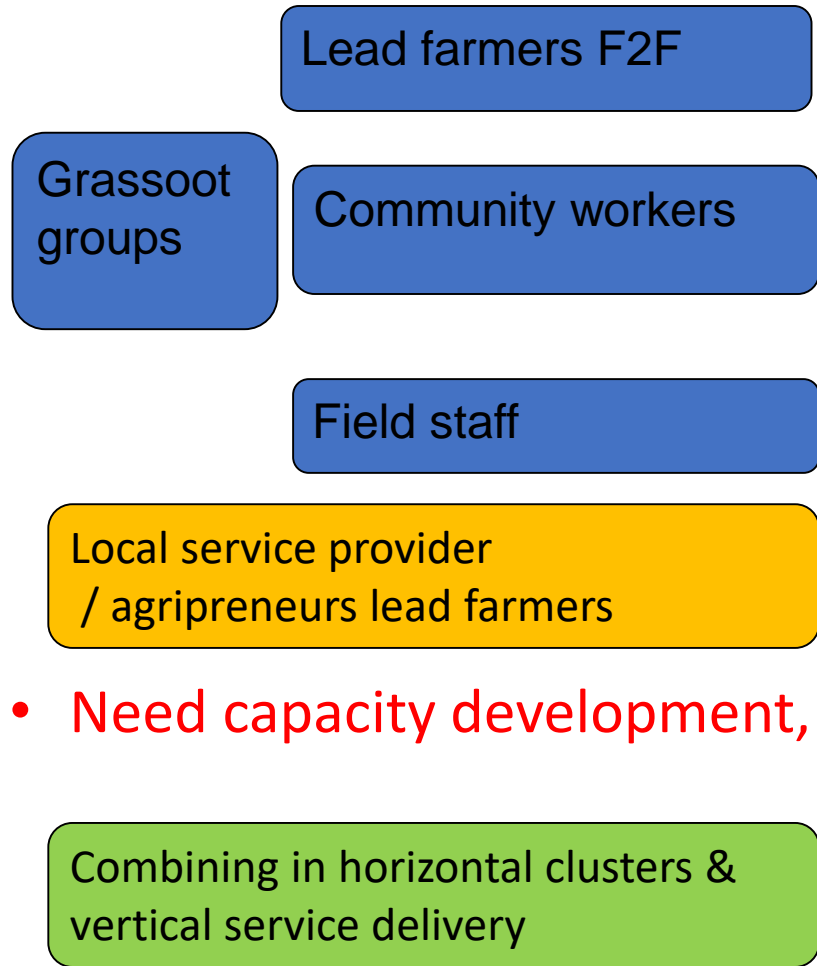 Lead farmers F2F
Grassoot
groups
Community workers
Field staff
Local service provider
/ agripreneurs lead farmers
• Need capacity development,
Combining in horizontal clusters &
vertical service delivery